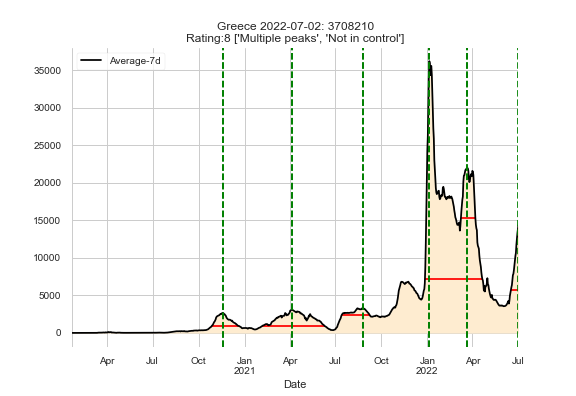 Greece 2022-07-02: 3708210
Rating:8 ['Multiple peaks', 'Not in control']
Average-7d
35000
30000
25000
20000
15000
10000
5000
0
Apr Jul Oct Jan Apr Jul Oct Jan Apr Jul
2021 2022
Date